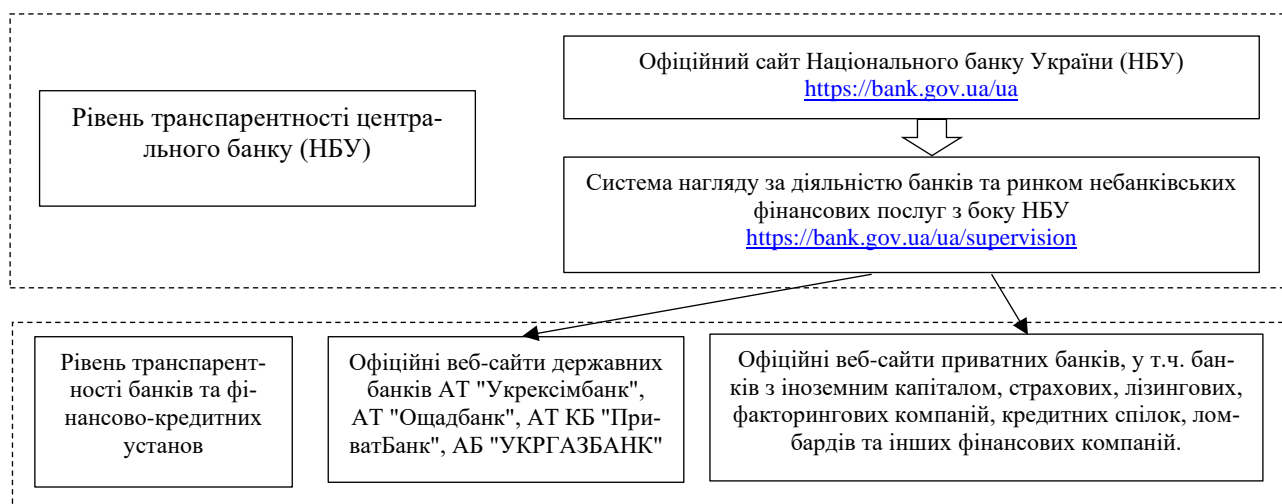 Офіційний сайт Національного банку України (НБУ)
https://bank.gov.ua/ua
Рівень транспарентності центра-
льного банку (НБУ)
Система нагляду за діяльністю банків та ринком небанківських
фінансових послуг з боку НБУ
https://bank.gov.ua/ua/supervision
Рівень транспарент-
ності банків та фі-
нансово-кредитних
установ
Офіційні веб-сайти державних
банків АТ "Укрексімбанк",
АТ "Ощадбанк", АТ КБ "При-
ватБанк", АБ "УКРГАЗБАНК"
Офіційні веб-сайти приватних банків, у т.ч. бан-
ків з іноземним капіталом, страхових, лізингових,
факторингових компаній, кредитних спілок, лом-
бардів та інших фінансових компаній.